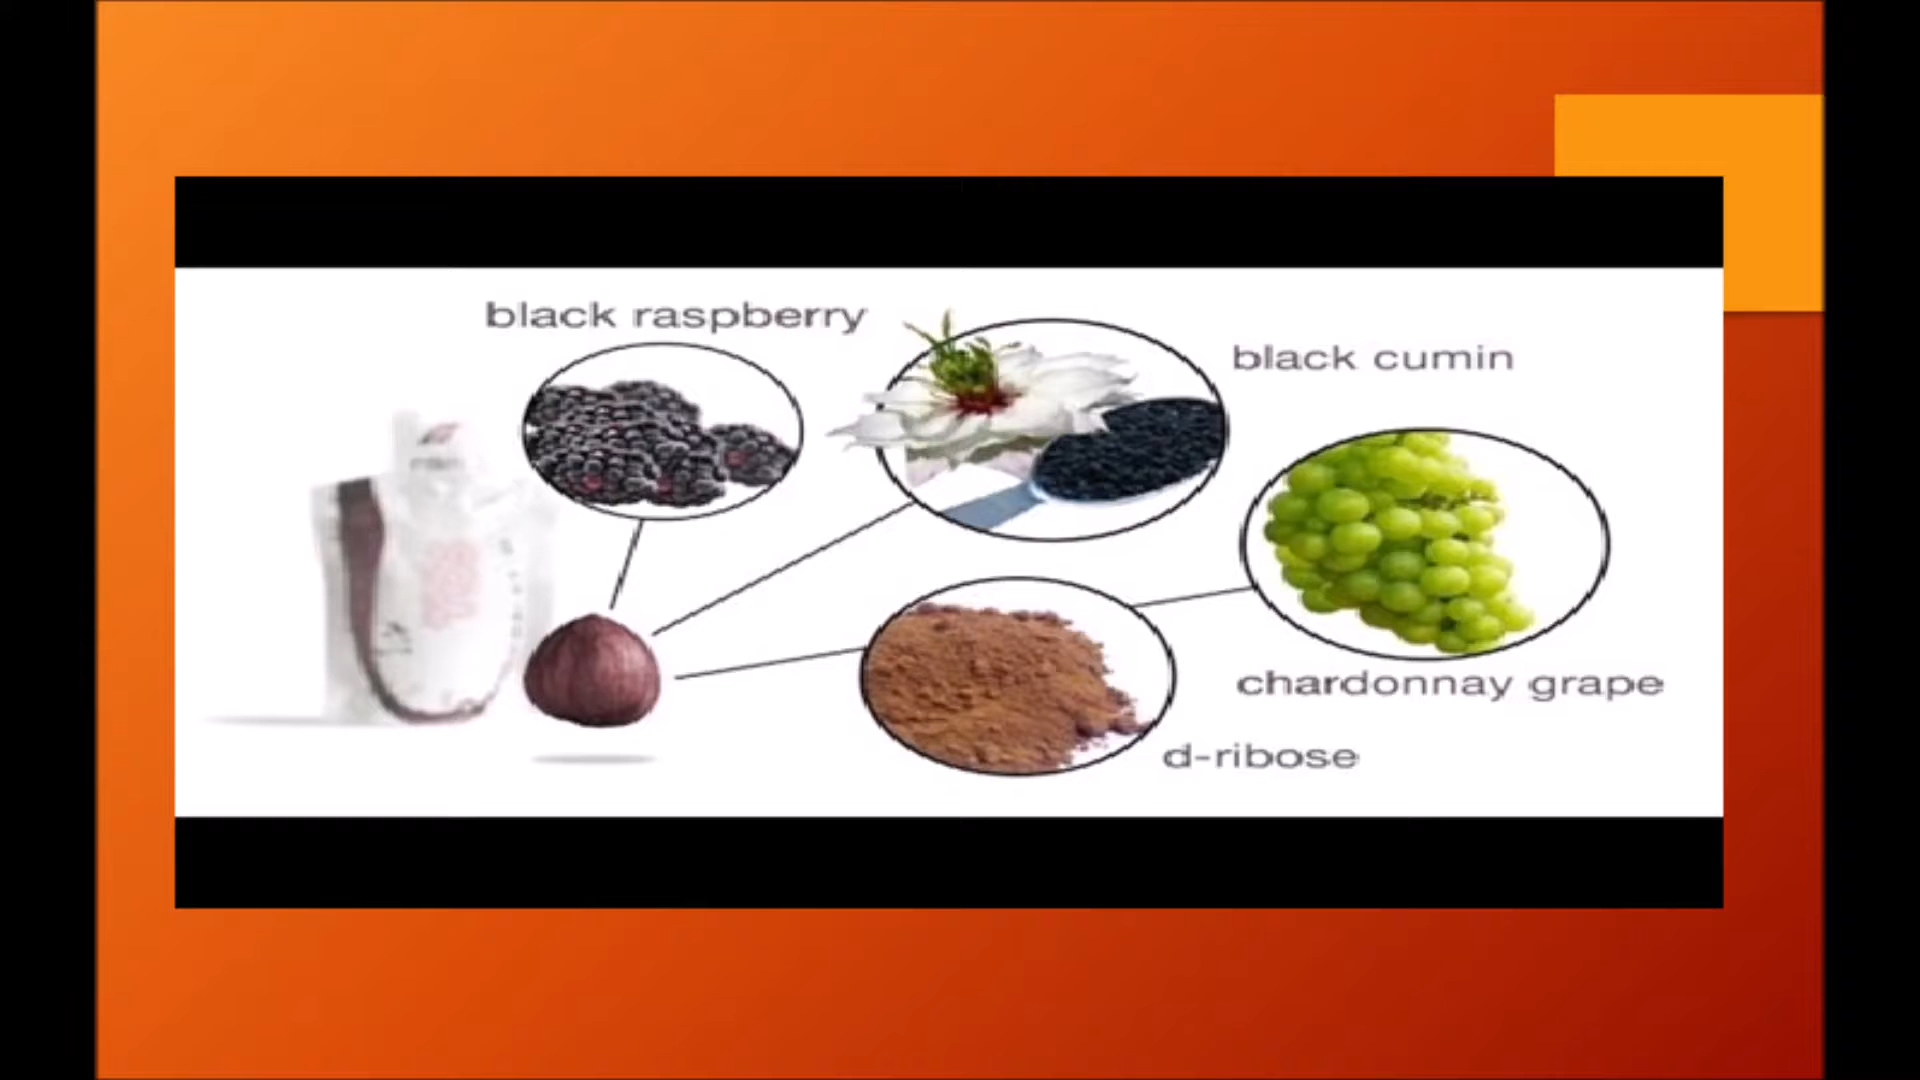 black raspberry
black cumin
chardonnay grape
d-ribose